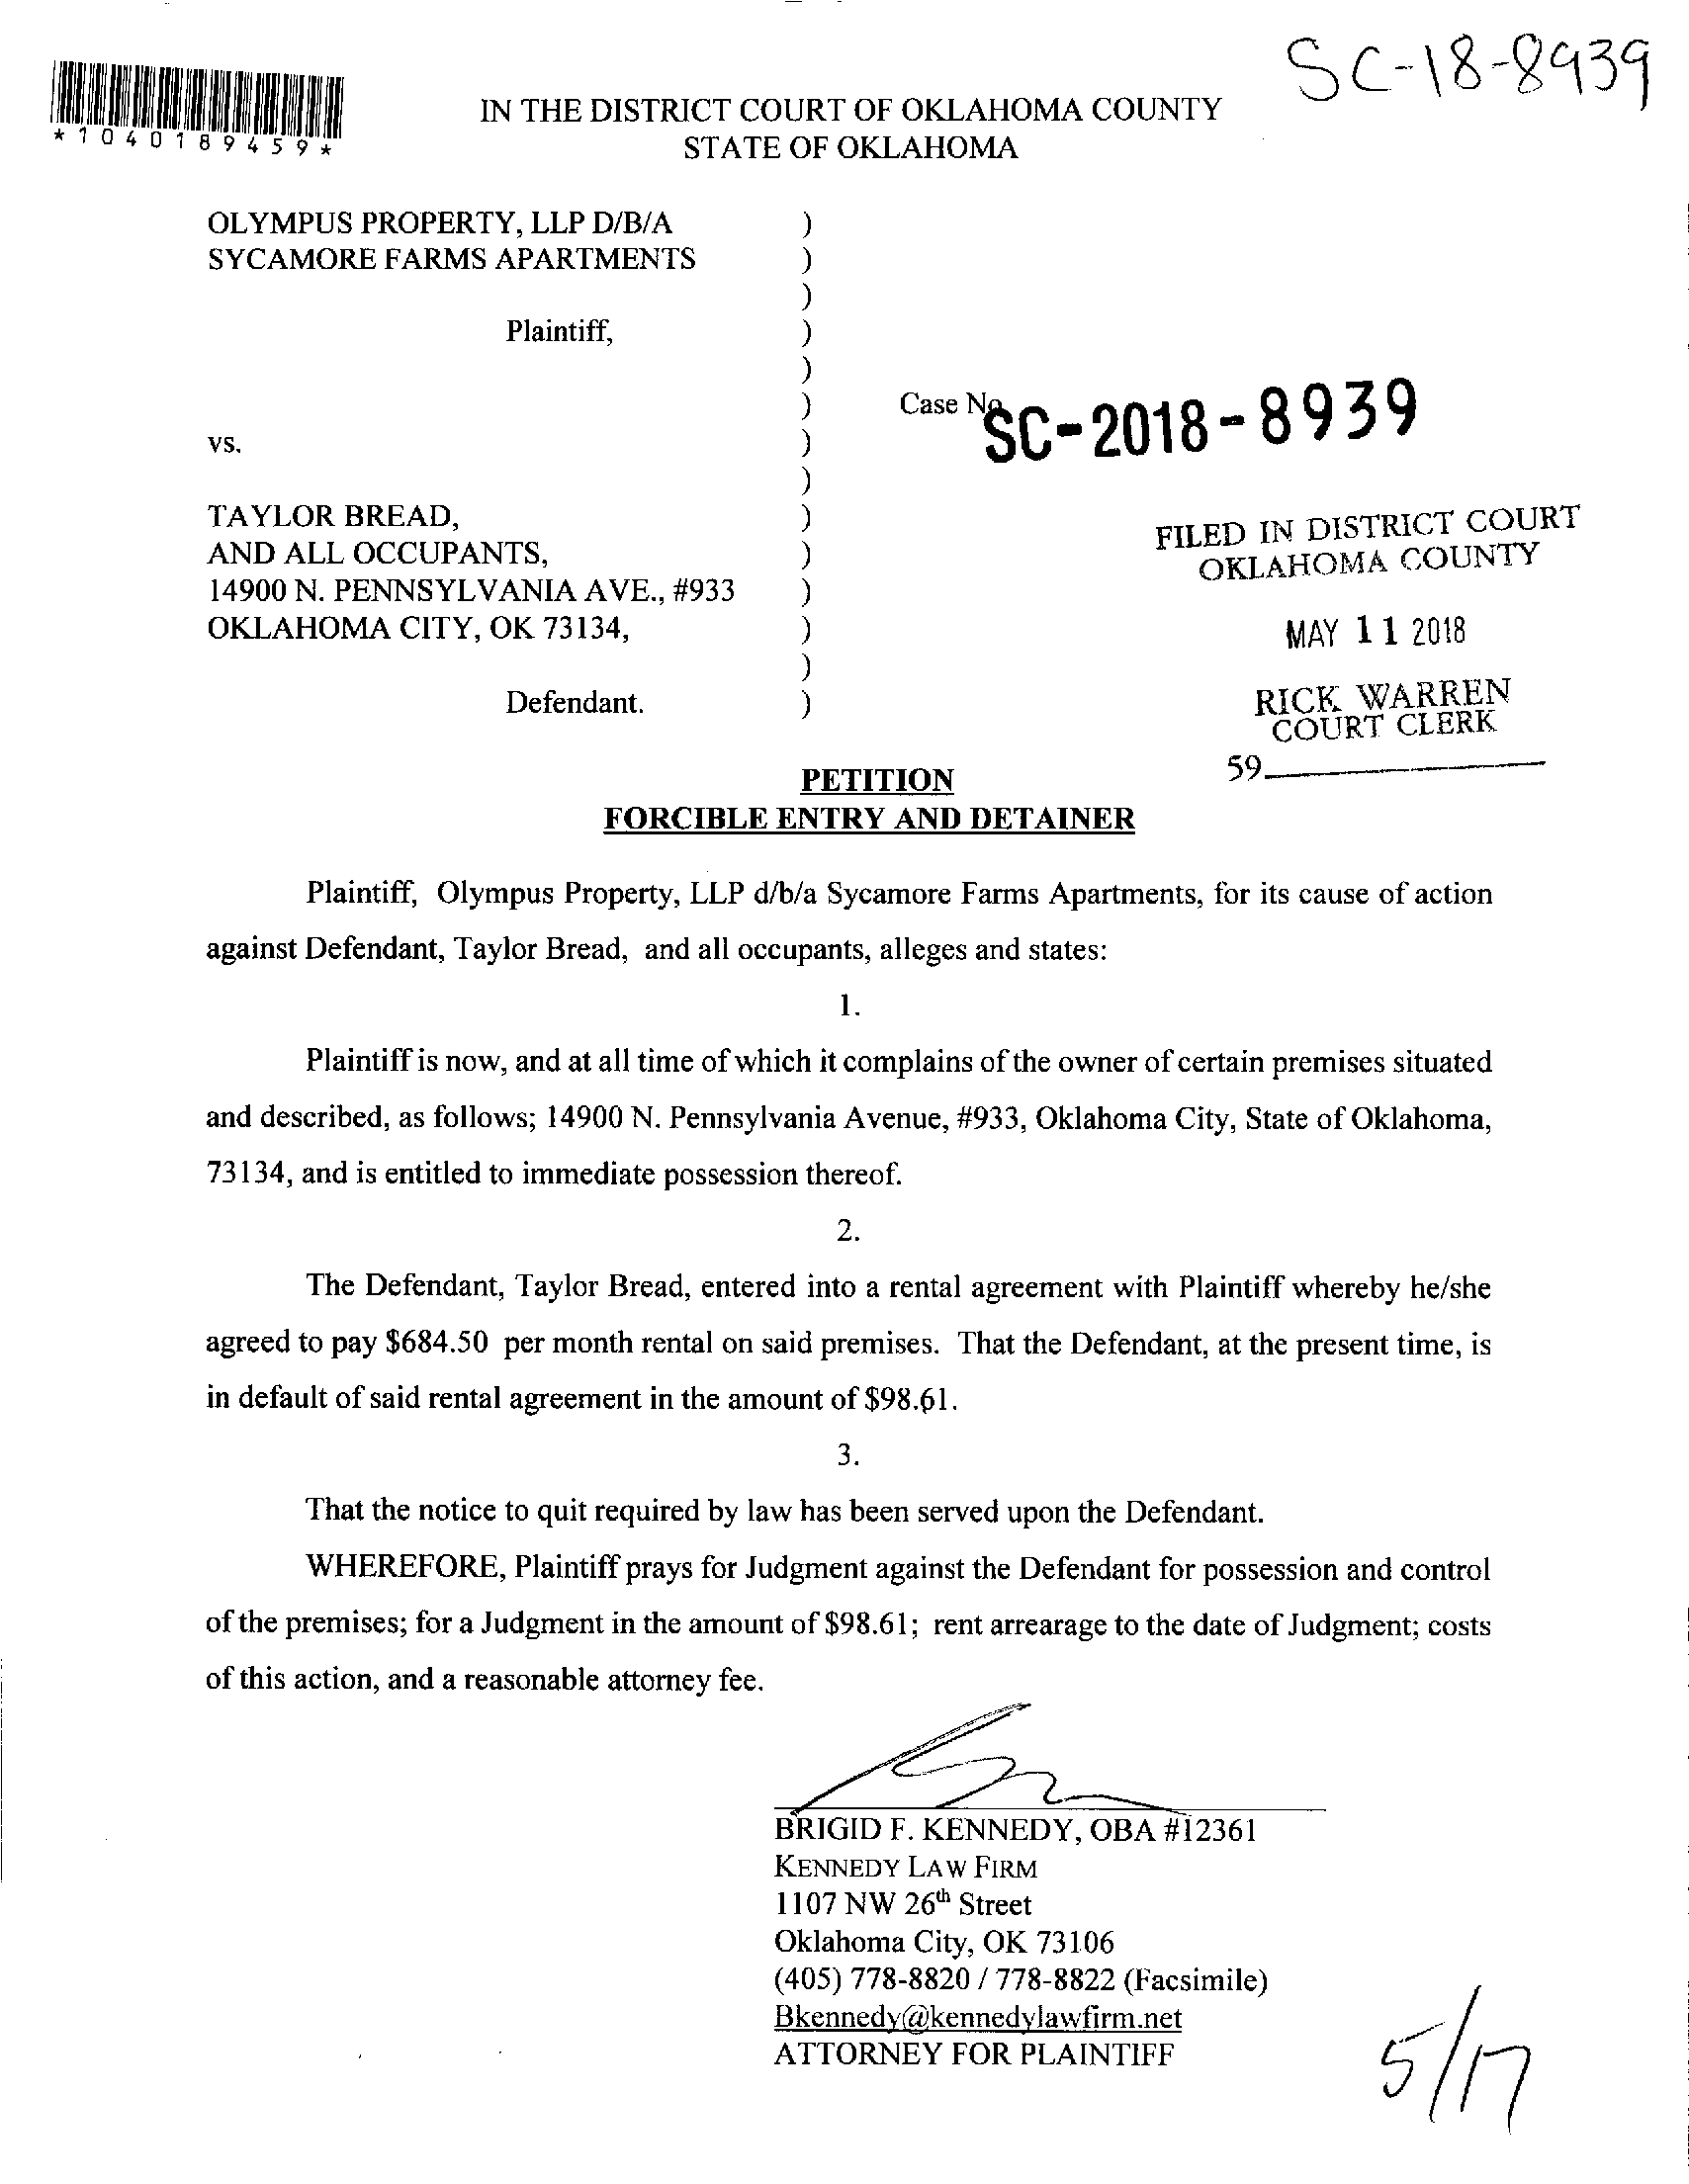 SC-18-8939
*1040189459*
IN THE DISTRICT COURT OF OKLAHOMA COUNTY
STATE OF OKLAHOMA
OLYMPUS PROPERTY, LLP D/B/A )
SYCAMORE FARMS APARTMENTS )
)
Plaintiff, )
)
) Case No. SC-2018-8939
vs. )
)
TAYLOR BREAD, )
AND ALL OCCUPANTS, )
14900 N. PENNSYLVANIA AVE., #933 )
OKLAHOMA CITY, OK 73134, )
)
Defendant. )
FILED IN DISTRICT COURT
OKLAHOMA COUNTY
MAY 11 2018
RICK WARREN
COURT CLERK
59
PETITION
FORCIBLE ENTRY AND DETAINER
Plaintiff, Olympus Property, LLP d/b/a Sycamore Farms Apartments, for its cause of action
against Defendant, Taylor Bread, and all occupants, alleges and states:
1.
Plaintiff is now, and at all time of which it complains of the owner of certain premises situated
and described, as follows; 14900 N. Pennsylvania Avenue, #933, Oklahoma City, State of Oklahoma,
73134, and is entitled to immediate possession thereof.
2.
The Defendant, Taylor Bread, entered into a rental agreement with Plaintiff whereby he/she
agreed to pay $684.50 per month rental on said premises. That the Defendant, at the present time, is
in default of said rental agreement in the amount of $98.61.
3.
That the notice to quit required by law has been served upon the Defendant.
WHEREFORE, Plaintiff prays for Judgment against the Defendant for possession and control
of the premises; for a Judgment in the amount of $98.61; rent arrearage to the date of Judgment; costs
of this action, and a reasonable attorney fee.
BRIGID F. KENNEDY, OBA #12361
KENNEDY LAW FIRM
1107 NW 26th Street
Oklahoma City, OK 73106
(405) 778-8820 / 778-8822 (Facsimile)
Bkennedy@kennedylawfirm.net
ATTORNEY FOR PLAINTIFF
5/17